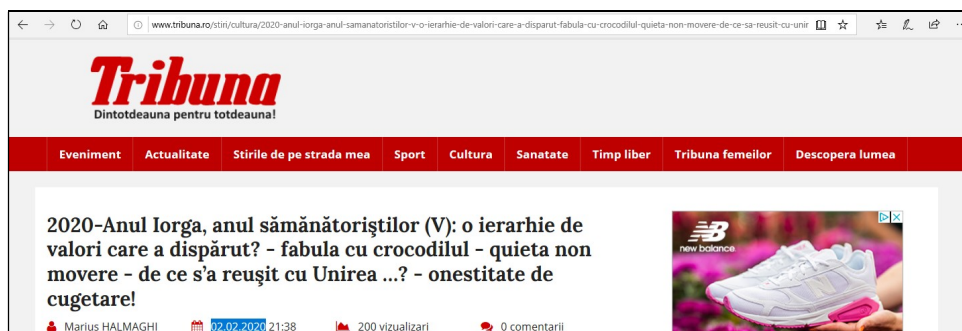 www.tribuna.ro/stiri/cultura/2020-anul-iorga-anul-samanatoristilor-v-o-ierarhie-de-valori-care-a-disparut-fabula-cu-crocodilul-quieta-non-movere-de-ce-sa-reusit-cu-unir
Tribuna
Dintotdeauna pentru totdeauna!
Eveniment Actualitate Stirile de pe strada mea Sport Cultura Sanatate Timp liber Tribuna femeilor Descopera lumea
2020-Anul Iorga, anul sămănătoriştilor (V): o ierarhie de
valori care a dispărut? - fabula cu crocodilul - quieta non
movere - de ce s’a reuşit cu Unirea ...? - onestitate de
cugetare!
Marius HALMAGHI 02.02.2020 21:38 200 vizualizari 0 comentarii
NB
new balance